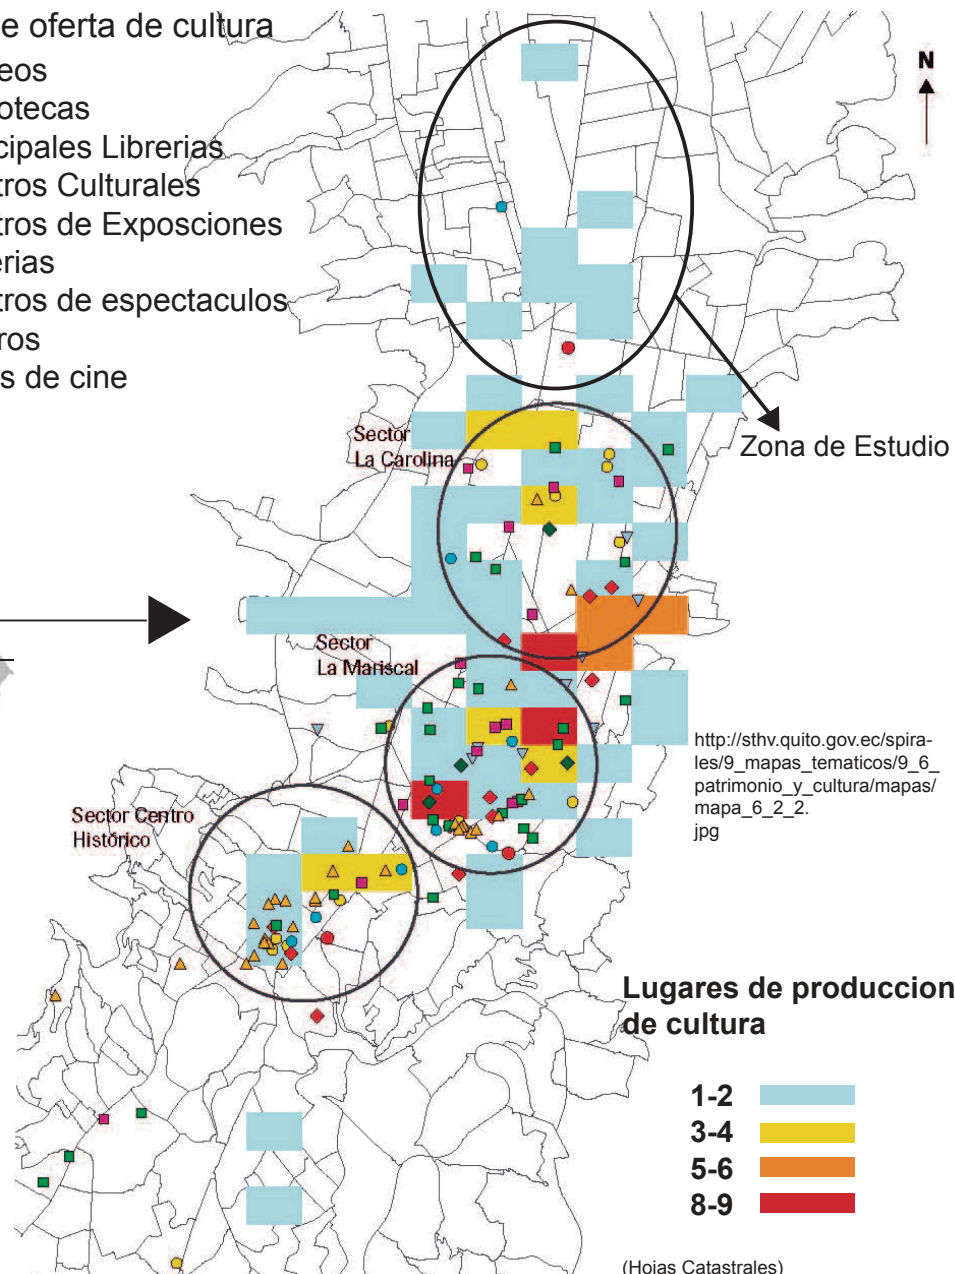 e oferta de cultura
eos
otecas
cipales Librerias
tros Culturales
tros de Exposciones
erias
tros de espectaculos
ros
s de cine
N
Sector
La Carolina
Zona de Estudio
Sector
La Mariscal
http://sthv.quito.gov.ec/spira-
les/9_mapas_tematicos/9_6_
patrimonio_y_cultura/mapas/
mapa_6_2_2.
jpg
Sector Centro
Histórico
Lugares de produccion
de cultura
1-2
3-4
5-6
8-9
(Hojas Catastrales)